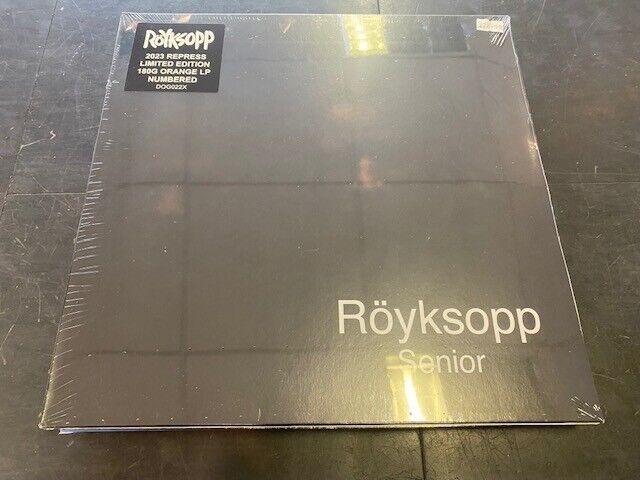 RÖYKSOPP
2023 REPRESS
LIMITED EDITION
180G ORANGE LP
NUMBERED
DOG022X
Röyksopp
Senior